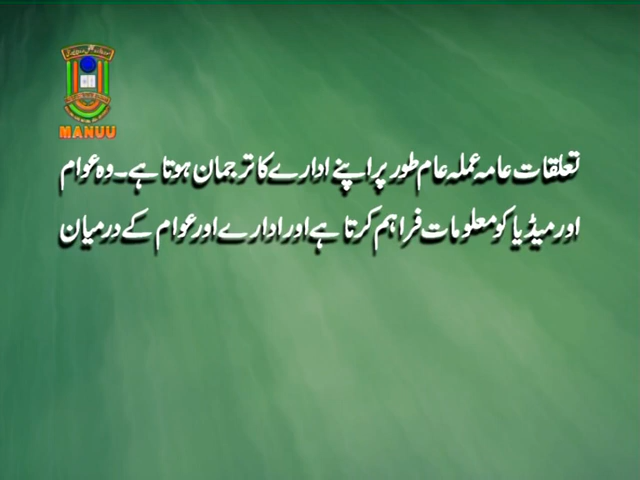 MANUU
تعلقات عامہ عملہ عام طور پر اپنے ادارے کا ترجمان ہوتا ہے۔ وہ عوام
اور میڈیا کو معلومات فراہم کرتا ہے اور ادارے اور عوام کے درمیان